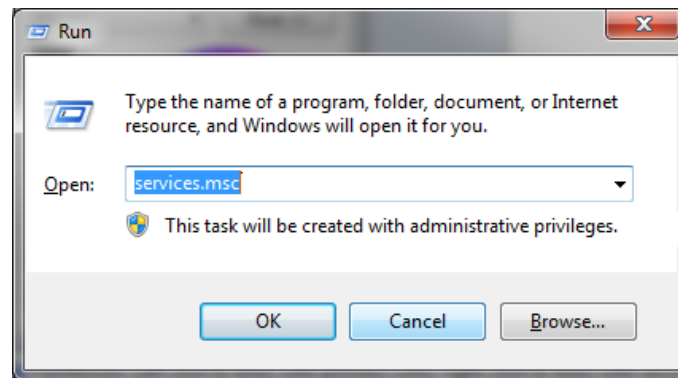 Run
Type the name of a program, folder, document, or Internet
resource, and Windows will open it for you.
Open: services.msc
This task will be created with administrative privileges.
OK Cancel Browse...